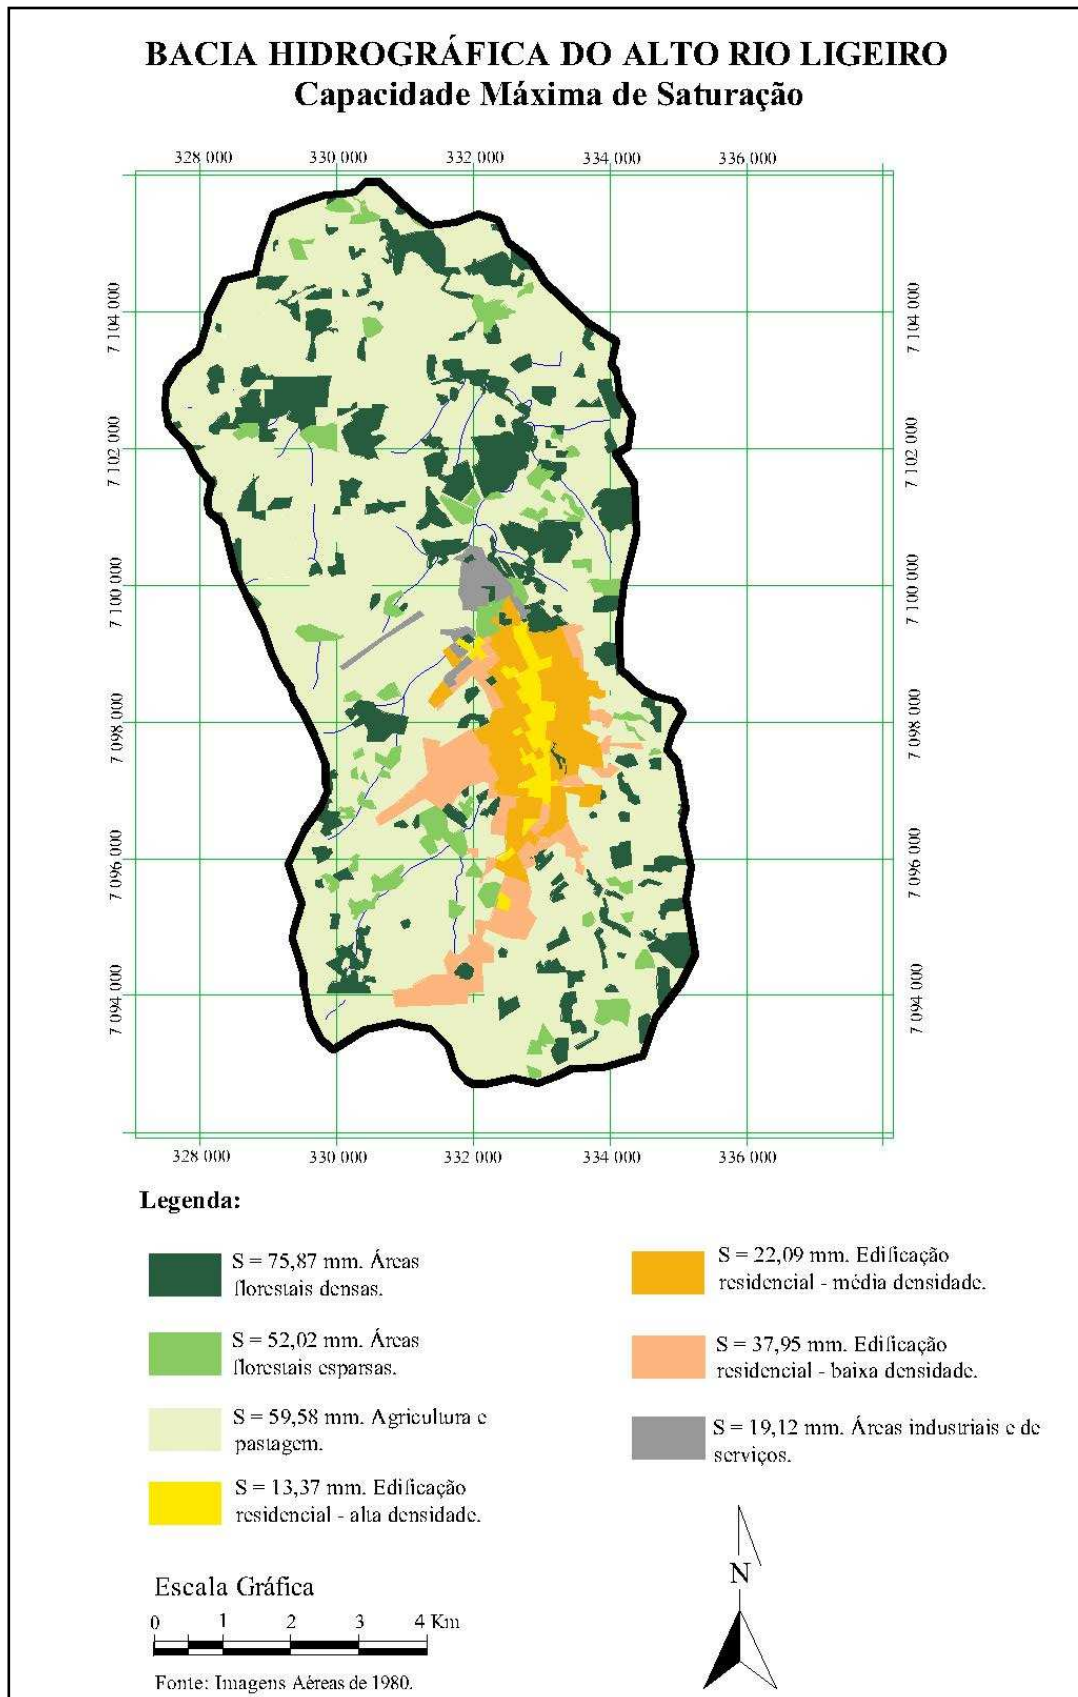 BACIA HIDROGRÁFICA DO ALTO RIO LIGEIRO
Capacidade Máxima de Saturação
328 000 330 000 332 000 334 000 336 000
7 104 000 7 104 000
7 102 000 7 102 000
7 100 000 7 100 000
7 098 000 7 098 000
7 096 000 7 096 000
7 094 000 7 094 000
328 000 330 000 332 000 334 000 336 000
Legenda:
S = 75,87 mm. Áreas
florestais densas.
S = 52,02 mm. Áreas
florestais esparsas.
S = 59,58 mm. Agricultura e
pastagem.
S = 13,37 mm. Edificação
residencial - alta densidade.
S = 22,09 mm. Edificação
residencial - média densidade.
S = 37,95 mm. Edificação
residencial - baixa densidade.
S = 19,12 mm. Áreas industriais e de
serviços.
Escala Gráfica
0 1 2 3 4 Km
Fonte: Imagens Aéreas de 1980.
N